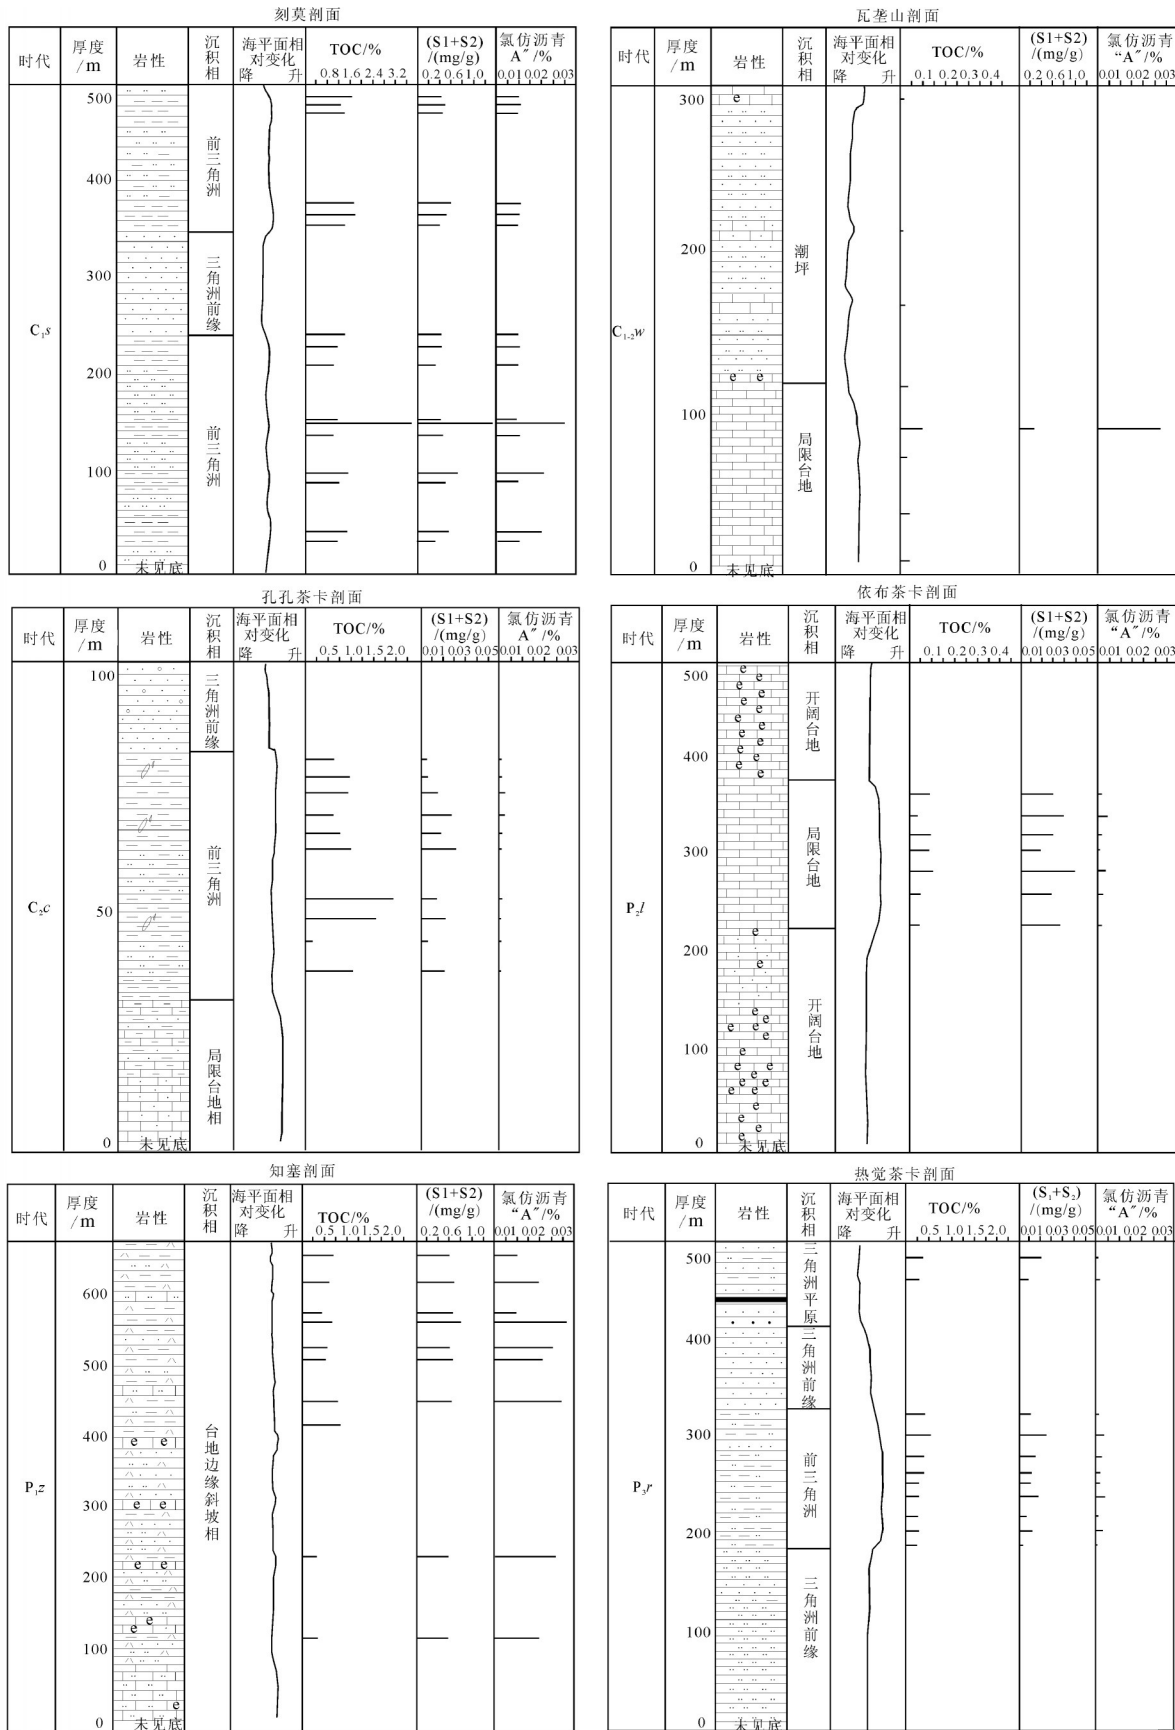 刻莫剖面
时代
厚度
/m
岩性
沉积相
海平面相
对变化
降 升
TOC/%
0.8 1.6 2.4 3.2
(S1+S2)
/(mg/g)
0.2 0.6 1.0
氯仿沥青
A″/%
0.01 0.02 0.03
500
400
300
200
100
0
C₁s
前三角洲
三角洲前缘
前三角洲
未见底
瓦垄山剖面
时代
厚度
/m
岩性
沉积相
海平面相
对变化
降 升
TOC/%
0.1 0.2 0.3 0.4
(S1+S2)
/(mg/g)
0.2 0.6 1.0
氯仿沥青
“A″/%
0.01 0.02 0.03
300
200
100
0
C₁₋₂w
e
e e
潮坪
局限台地
未见底
孔孔茶卡剖面
时代
厚度
/m
岩性
沉积相
海平面相
对变化
降 升
TOC/%
0.5 1.0 1.5 2.0
(S1+S2)
/(mg/g)
0.01 0.03 0.05
氯仿沥青
A″/%
0.01 0.02 0.03
100
50
0
C₂c
三角洲前缘
前三角洲
局限台地相
未见底
依布茶卡剖面
时代
厚度
/m
岩性
沉积相
海平面相
对变化
降 升
TOC/%
0.1 0.2 0.3 0.4
(S1+S2)
/(mg/g)
0.01 0.03 0.05
氯仿沥青
“A″/%
0.01 0.02 0.03
500
400
300
200
100
0
P₂l
开阔台地
局限台地
开阔台地
未见底
知塞剖面
时代
厚度
/m
岩性
沉积相
海平面相
对变化
降 升
TOC/%
0.5 1.0 1.5 2.0
(S1+S2)
/(mg/g)
0.2 0.6 1.0
氯仿沥青
“A″/%
0.01 0.02 0.03
600
500
400
300
200
100
0
P₁z
e e
e e
e e
e
e
e
台地边缘斜坡相
未见底
热觉茶卡剖面
时代
厚度
/m
岩性
沉积相
海平面相
对变化
降 升
TOC/%
0.5 1.0 1.5 2.0
(S₁+S₂)
/(mg/g)
0.01 0.03 0.05
氯仿沥青
“A″/%
0.01 0.02 0.03
500
400
300
200
100
0
P₃r
三角洲平原
三角洲前缘
前三角洲
三角洲前缘
未见底